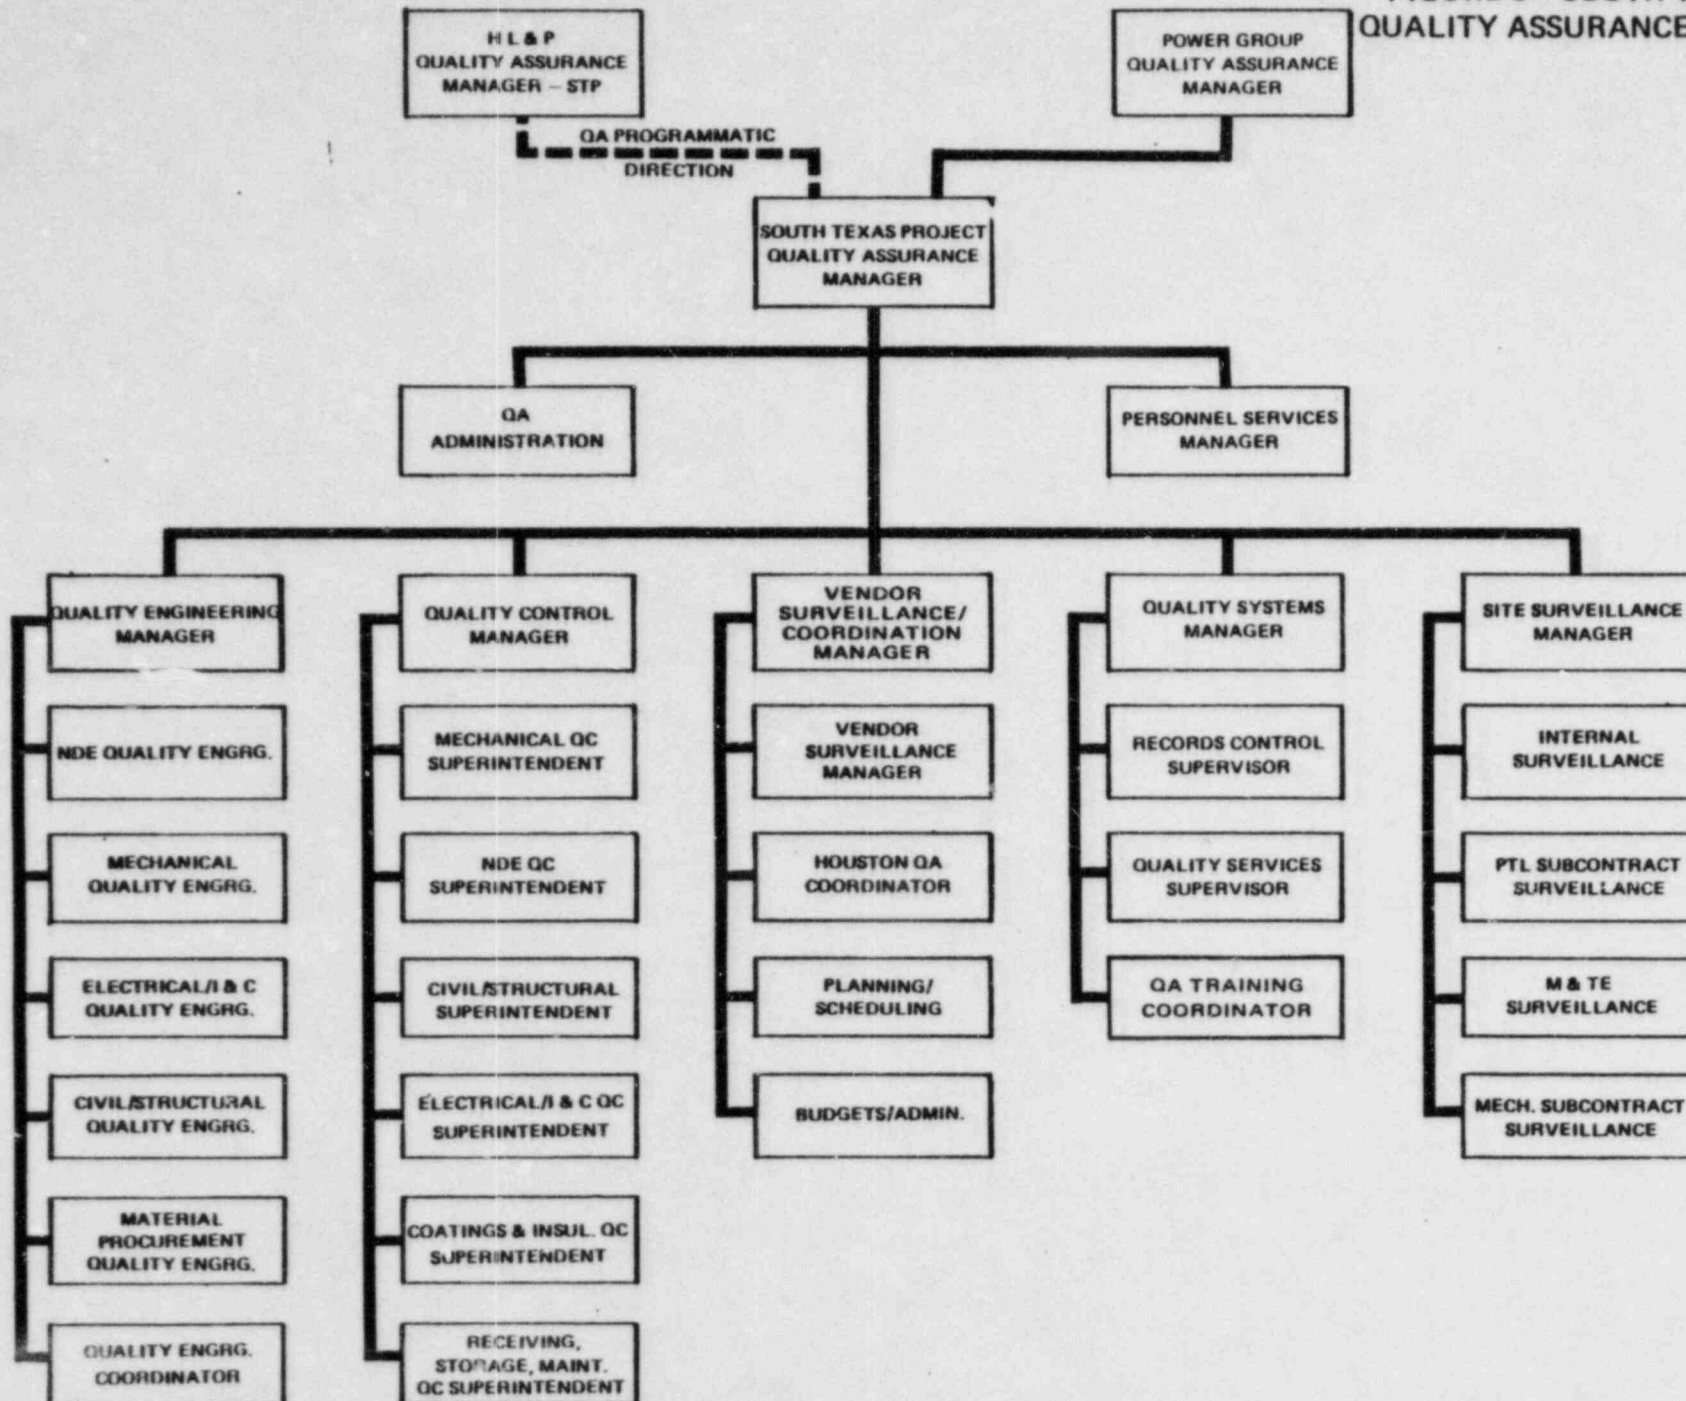 QUALITY ASSURANCE
H L & P
QUALITY ASSURANCE
MANAGER – STP
POWER GROUP
QUALITY ASSURANCE
MANAGER
QA PROGRAMMATIC
DIRECTION
SOUTH TEXAS PROJECT
QUALITY ASSURANCE
MANAGER
QA
ADMINISTRATION
PERSONNEL SERVICES
MANAGER
QUALITY ENGINEERING
MANAGER
NDE QUALITY ENGRG.
MECHANICAL
QUALITY ENGRG.
ELECTRICAL/I & C
QUALITY ENGRG.
CIVIL/STRUCTURAL
QUALITY ENGRG.
MATERIAL
PROCUREMENT
QUALITY ENGRG.
QUALITY ENGRG.
COORDINATOR
QUALITY CONTROL
MANAGER
MECHANICAL QC
SUPERINTENDENT
NDE QC
SUPERINTENDENT
CIVIL/STRUCTURAL
SUPERINTENDENT
ELECTRICAL/I & C QC
SUPERINTENDENT
COATINGS & INSUL. QC
SUPERINTENDENT
RECEIVING,
STORAGE, MAINT.
QC SUPERINTENDENT
VENDOR
SURVEILLANCE/
COORDINATION
MANAGER
VENDOR
SURVEILLANCE
MANAGER
HOUSTON QA
COORDINATOR
PLANNING/
SCHEDULING
BUDGETS/ADMIN.
QUALITY SYSTEMS
MANAGER
RECORDS CONTROL
SUPERVISOR
QUALITY SERVICES
SUPERVISOR
QA TRAINING
COORDINATOR
SITE SURVEILLANCE
MANAGER
INTERNAL
SURVEILLANCE
PTL SUBCONTRACT
SURVEILLANCE
M & TE
SURVEILLANCE
MECH. SUBCONTRACT
SURVEILLANCE